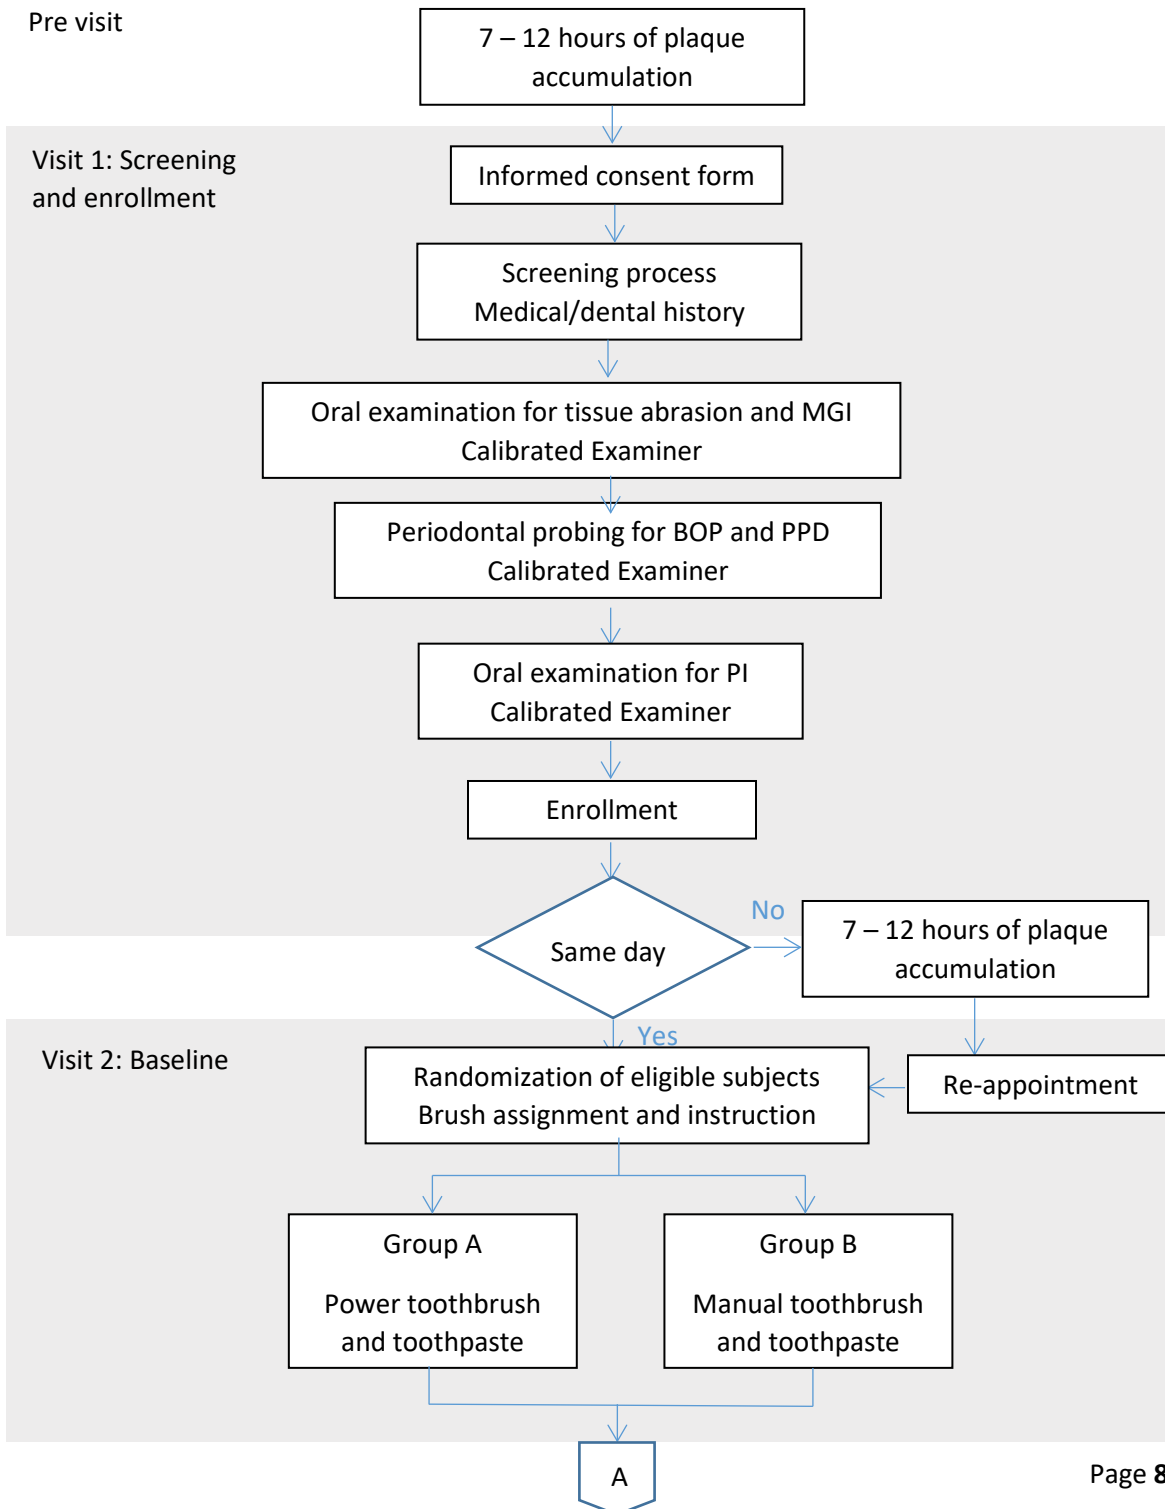 Pre visit
7 – 12 hours of plaque
accumulation
Visit 1: Screening
and enrollment
Informed consent form
Screening process
Medical/dental history
Oral examination for tissue abrasion and MGI
Calibrated Examiner
Periodontal probing for BOP and PPD
Calibrated Examiner
Oral examination for PI
Calibrated Examiner
Enrollment
Same day
No
7 – 12 hours of plaque
accumulation
Yes
Visit 2: Baseline
Randomization of eligible subjects
Brush assignment and instruction
Re-appointment
Group A
Power toothbrush
and toothpaste
Group B
Manual toothbrush
and toothpaste
A
Page 8